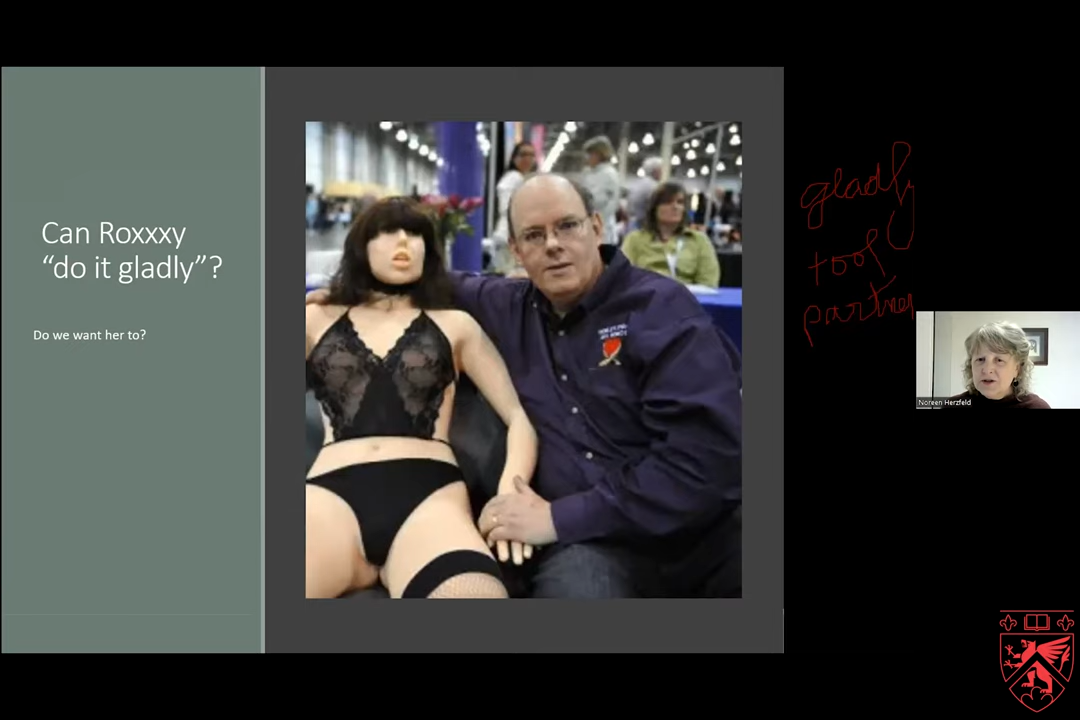 Can Roxxxy
“do it gladly”?
Do we want her to?
gladly
tool
partner
Noreen Herzfeld